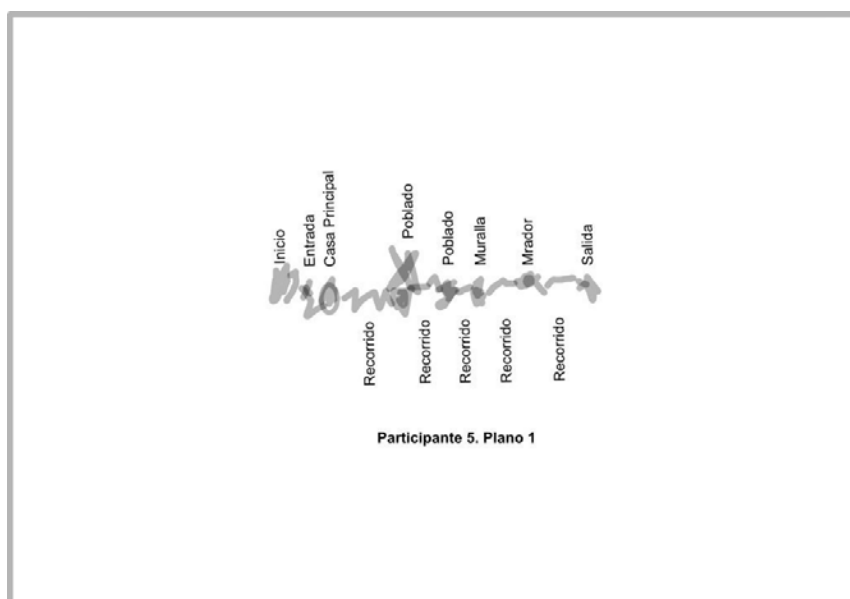 Inicio
Entrada
Casa Principal
Poblado
Poblado
Muralla
Mrador
Salida
Recorrido
Recorrido
Recorrido
Recorrido
Recorrido
Participante 5. Plano 1